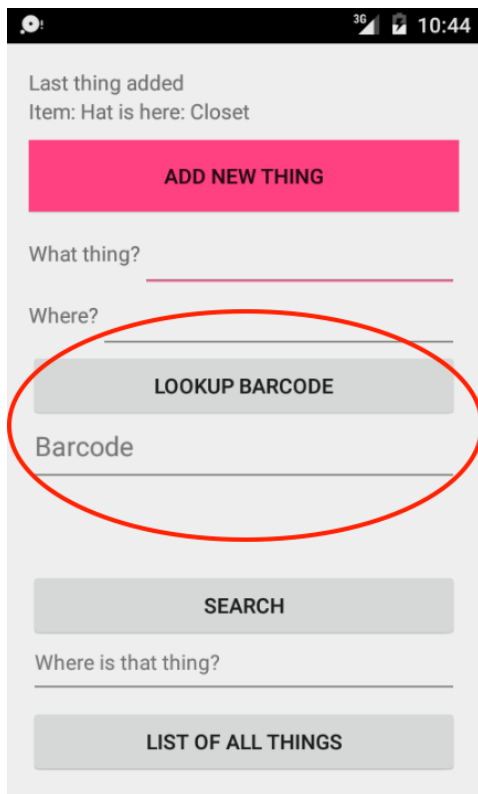 3G 10:44
Last thing added
Item: Hat is here: Closet
ADD NEW THING
What thing?
Where?
LOOKUP BARCODE
Barcode
SEARCH
Where is that thing?
LIST OF ALL THINGS